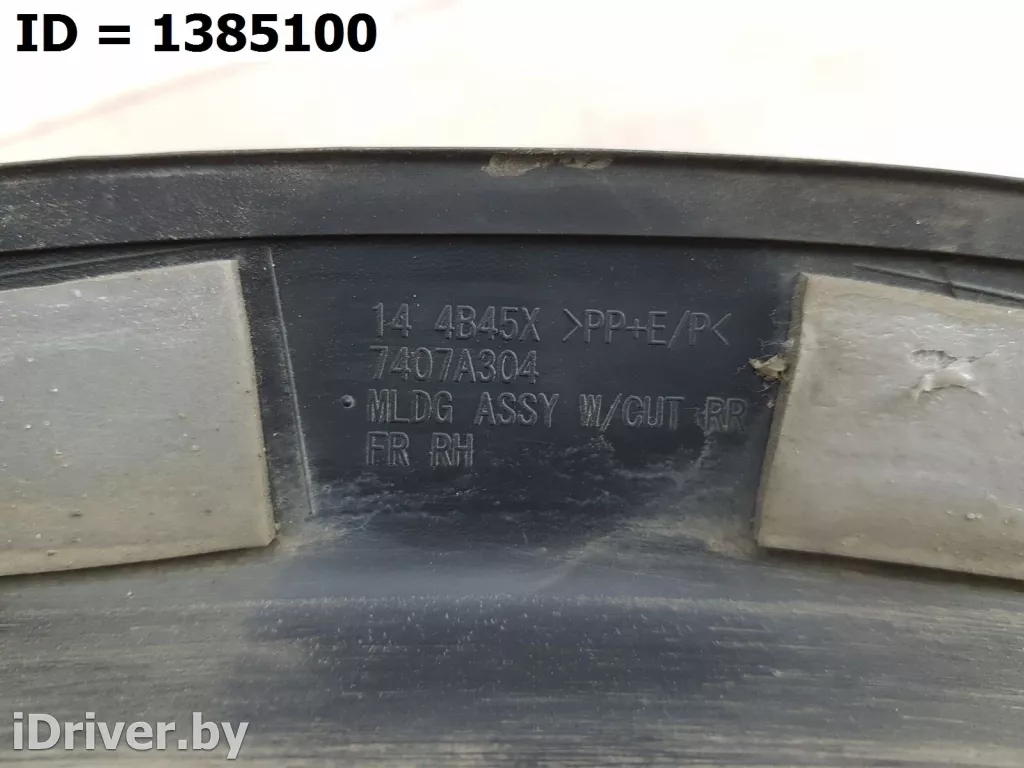 ID = 1385100
14 4B45X >PP+E/P<
7407A304
MLDG ASSY W/CUT RR
FR RH
iDriver.by